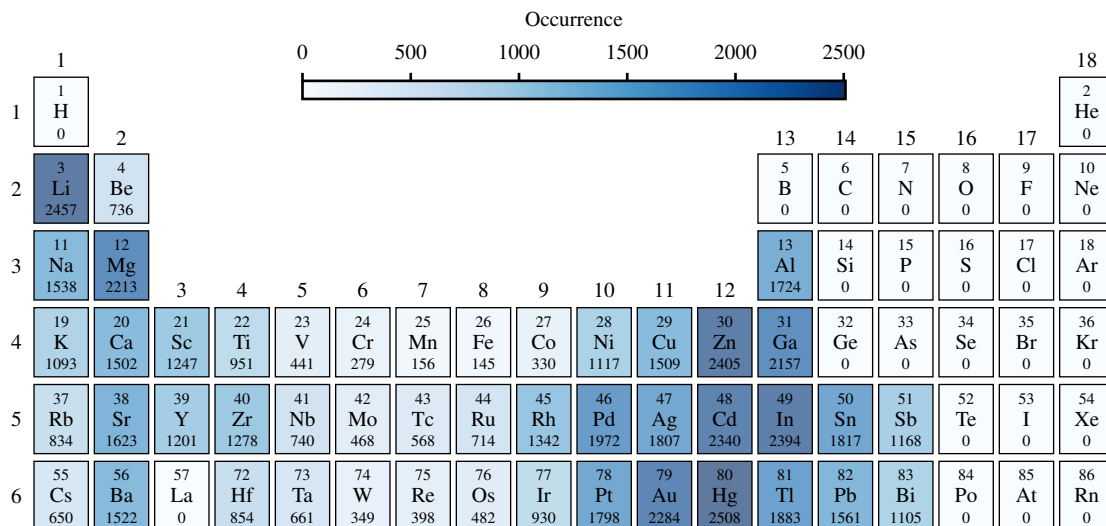 Occurrence
0 500 1000 1500 2000 2500
1 18
1 2
1 H He
0 0
2 13 14 15 16 17
3 4 5 6 7 8 9 10
2 Li Be B C N O F Ne
2457 736 0 0 0 0 0 0
11 12 13 14 15 16 17 18
3 Na Mg Al Si P S Cl Ar
1538 2213 1724 0 0 0 0 0
3 4 5 6 7 8 9 10 11 12
19 20 21 22 23 24 25 26 27 28 29 30 31 32 33 34 35 36
4 K Ca Sc Ti V Cr Mn Fe Co Ni Cu Zn Ga Ge As Se Br Kr
1093 1502 1247 951 441 279 156 145 330 1117 1509 2405 2157 0 0 0 0 0
37 38 39 40 41 42 43 44 45 46 47 48 49 50 51 52 53 54
5 Rb Sr Y Zr Nb Mo Tc Ru Rh Pd Ag Cd In Sn Sb Te I Xe
834 1623 1201 1278 740 468 568 714 1342 1972 1807 2340 2394 1817 1168 0 0 0
55 56 57 72 73 74 75 76 77 78 79 80 81 82 83 84 85 86
6 Cs Ba La Hf Ta W Re Os Ir Pt Au Hg Tl Pb Bi Po At Rn
650 1522 0 854 661 349 398 482 930 1798 2284 2508 1883 1561 1105 0 0 0